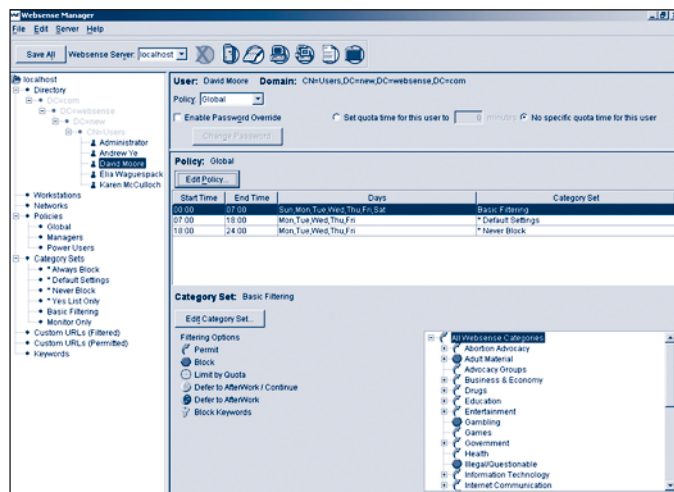 Websense Manager
File Edit Server Help
Save All Websense Server: localhost
localhost
Directory
DC=com
DC=websense
DC=new
CN=Users
Administrator
Andrew Ye
David Moore
Elia Waguespack
Karen McCulloch
Workstations
Networks
Policies
Global
Managers
Power Users
Category Sets
* Always Block
* Default Settings
* Never Block
* Yes List Only
Basic Filtering
Monitor Only
Custom URLs (Filtered)
Custom URLs (Permitted)
Keywords
User: David Moore Domain: CN=Users,DC=new,DC=websense,DC=com
Policy: Global
Enable Password Override Set quota time for this user to 0 minutes No specific quota time for this user
Change Password...
Policy: Global
Edit Policy...
Start Time End Time Days Category Set
00:00 07:00 Sun,Mon,Tue,Wed,Thu,Fri,Sat Basic Filtering
07:00 18:00 Mon,Tue,Wed,Thu,Fri * Default Settings
18:00 24:00 Mon,Tue,Wed,Thu,Fri * Never Block
Category Set: Basic Filtering
Edit Category Set...
Filtering Options
Permit
Block
Limit by Quota
Defer to AfterWork / Continue
Defer to AfterWork
Block Keywords
All Websense Categories
Abortion Advocacy
Adult Material
Advocacy Groups
Business & Economy
Drugs
Education
Entertainment
Gambling
Games
Government
Health
Illegal/Questionable
Information Technology
Internet Communication